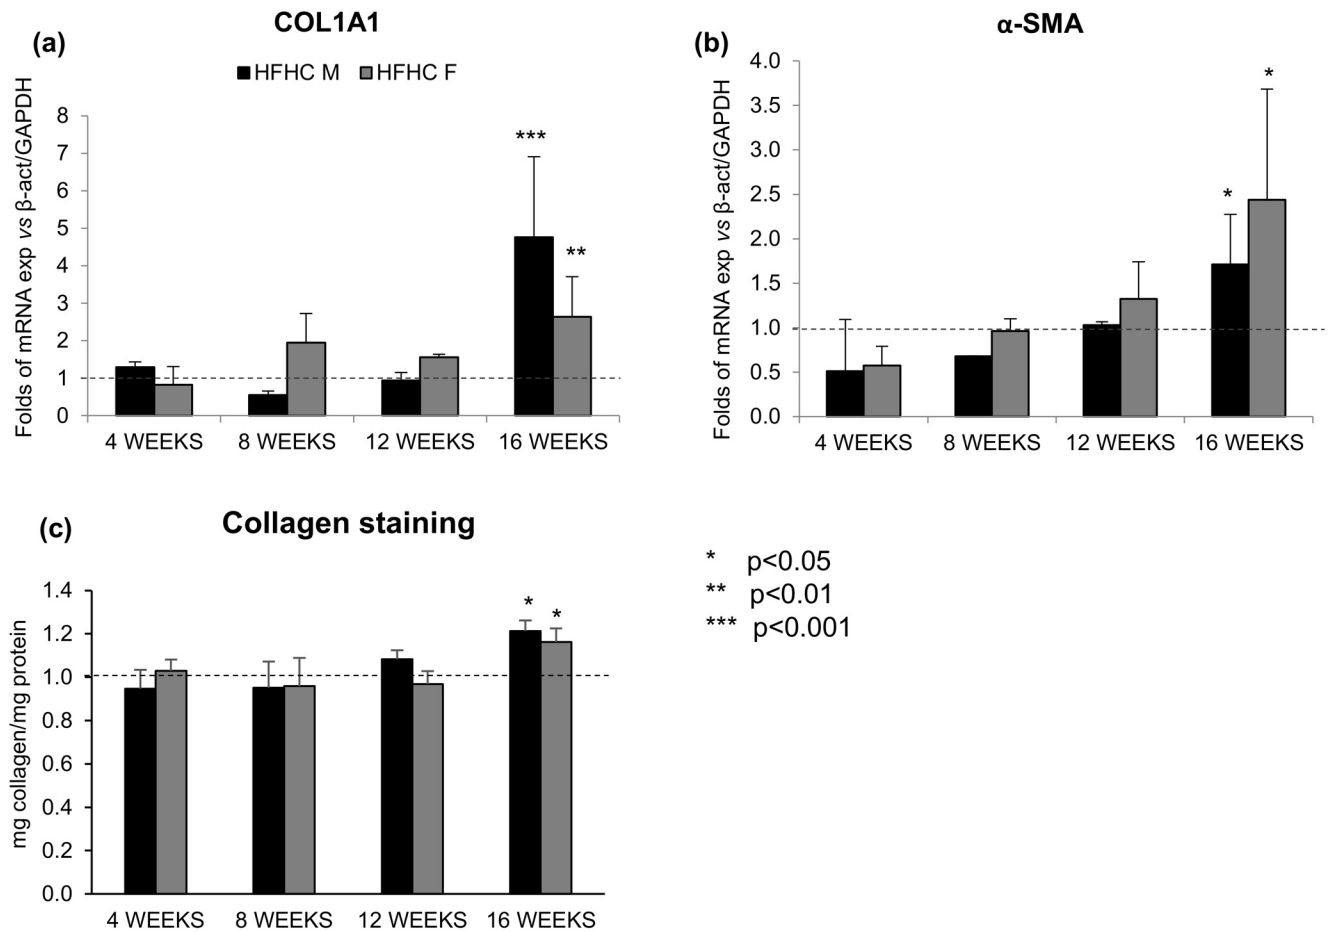 (a)
COL1A1
HFHC M HFHC F
Folds of mRNA exp vs β-act/GAPDH
8
7
6
5
4
3
2
1
0
***
**
4 WEEKS 8 WEEKS 12 WEEKS 16 WEEKS
(b)
α-SMA
Folds of mRNA exp vs β-act/GAPDH
4.0
3.5
3.0
2.5
2.0
1.5
1.0
0.5
0.0
*
*
4 WEEKS 8 WEEKS 12 WEEKS 16 WEEKS
(c)
Collagen staining
mg collagen/mg protein
1.4
1.2
1.0
0.8
0.6
0.4
0.2
0.0
*
*
4 WEEKS 8 WEEKS 12 WEEKS 16 WEEKS
* p<0.05
** p<0.01
*** p<0.001